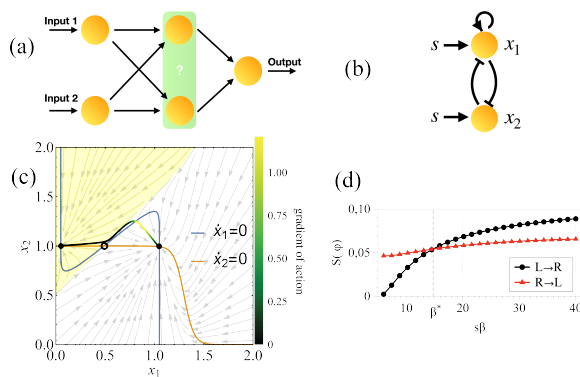 (a)
Input 1
Input 2
?
Output
(b)
s
x1
s
x2
(c)
2.0
1.5
1.0
0.5
0.0
x2
0.0
0.5
1.0
1.5
2.0
x1
ẋ1=0
ẋ2=0
1.00
0.75
0.50
0.25
0
gradient of action
(d)
0,10
0,05
0
S(φ)
10
β*
20
30
40
sβ
L→R
R→L